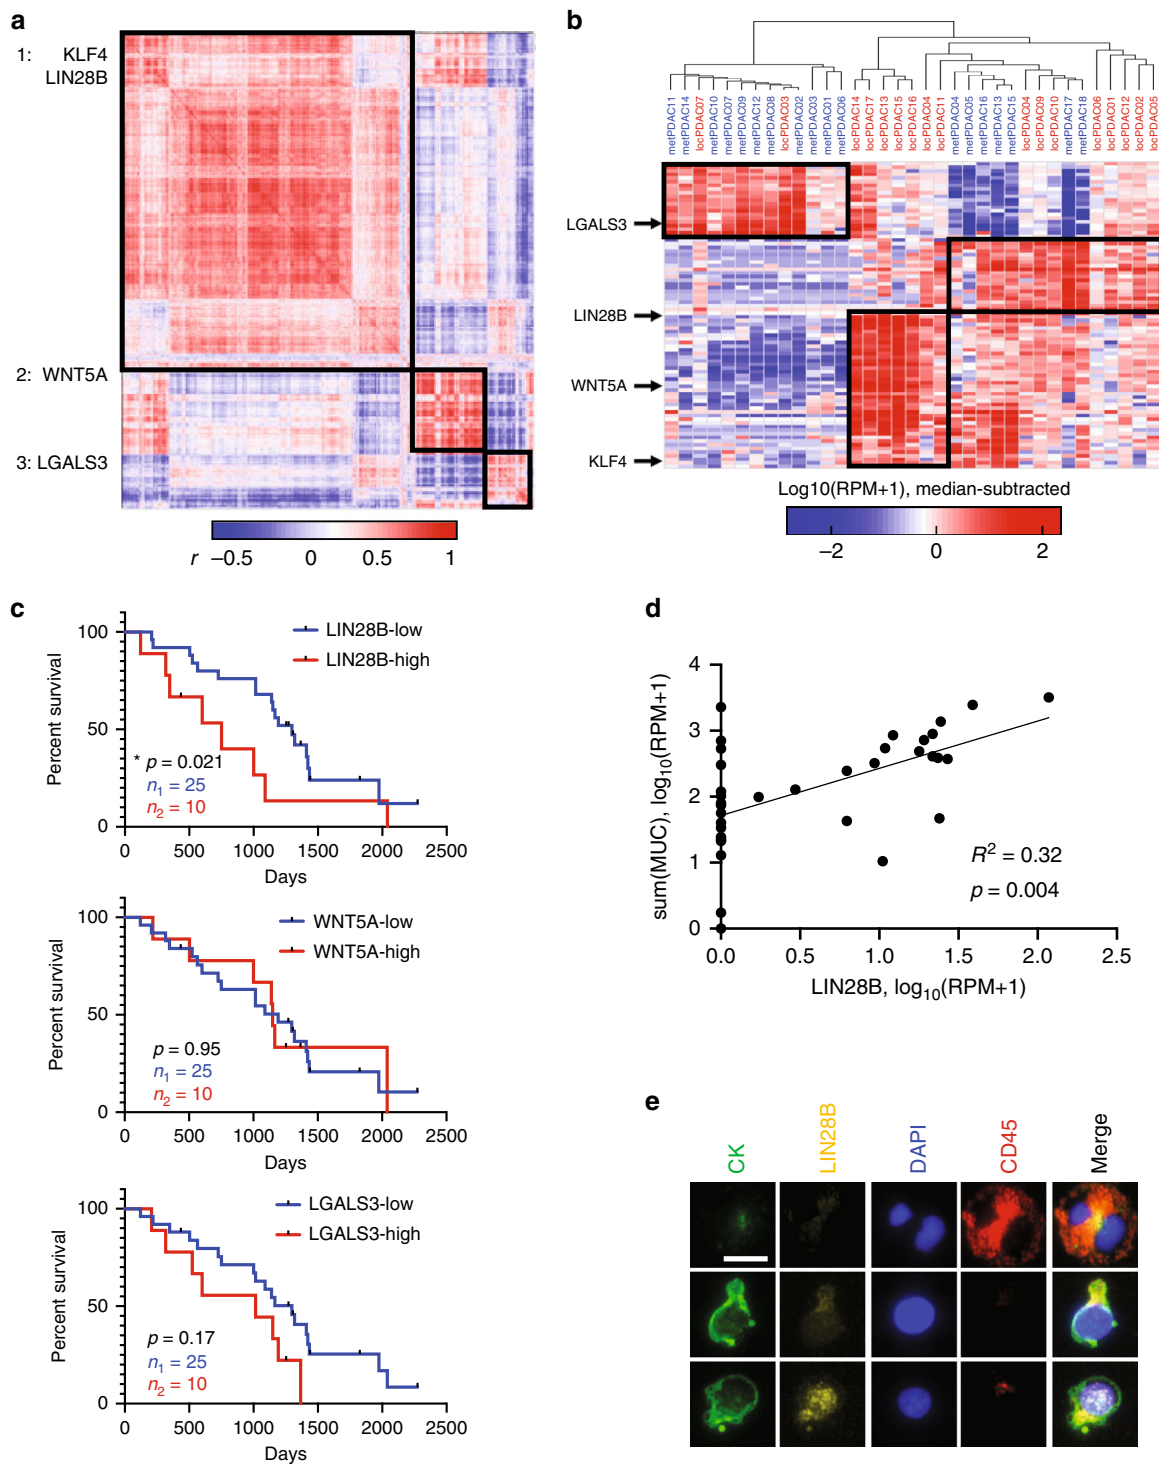 a
1: KLF4
LIN28B
2: WNT5A
3: LGALS3
r –0.5 0 0.5 1
b
metPDAC11
metPDAC14
locPDAC07
metPDAC10
metPDAC07
metPDAC09
metPDAC12
metPDAC08
locPDAC03
metPDAC02
metPDAC03
metPDAC01
metPDAC06
locPDAC14
locPDAC17
locPDAC13
locPDAC15
locPDAC16
locPDAC04
locPDAC11
metPDAC04
metPDAC05
metPDAC16
metPDAC13
metPDAC15
locPDAC04
locPDAC09
locPDAC10
metPDAC17
metPDAC18
locPDAC06
locPDAC01
locPDAC12
locPDAC02
locPDAC05
LGALS3
LIN28B
WNT5A
KLF4
Log10(RPM+1), median-subtracted
–2 0 2
c
Percent survival
100
50
0
LIN28B-low
LIN28B-high
* p = 0.021
n1 = 25
n2 = 10
0 500 1000 1500 2000 2500
Days
Percent survival
100
50
0
WNT5A-low
WNT5A-high
p = 0.95
n1 = 25
n2 = 10
0 500 1000 1500 2000 2500
Days
Percent survival
100
50
0
LGALS3-low
LGALS3-high
p = 0.17
n1 = 25
n2 = 10
0 500 1000 1500 2000 2500
Days
d
sum(MUC), log10(RPM+1)
4
3
2
1
0
R2 = 0.32
p = 0.004
0.0 0.5 1.0 1.5 2.0 2.5
LIN28B, log10(RPM+1)
e
CK LIN28B DAPI CD45 Merge